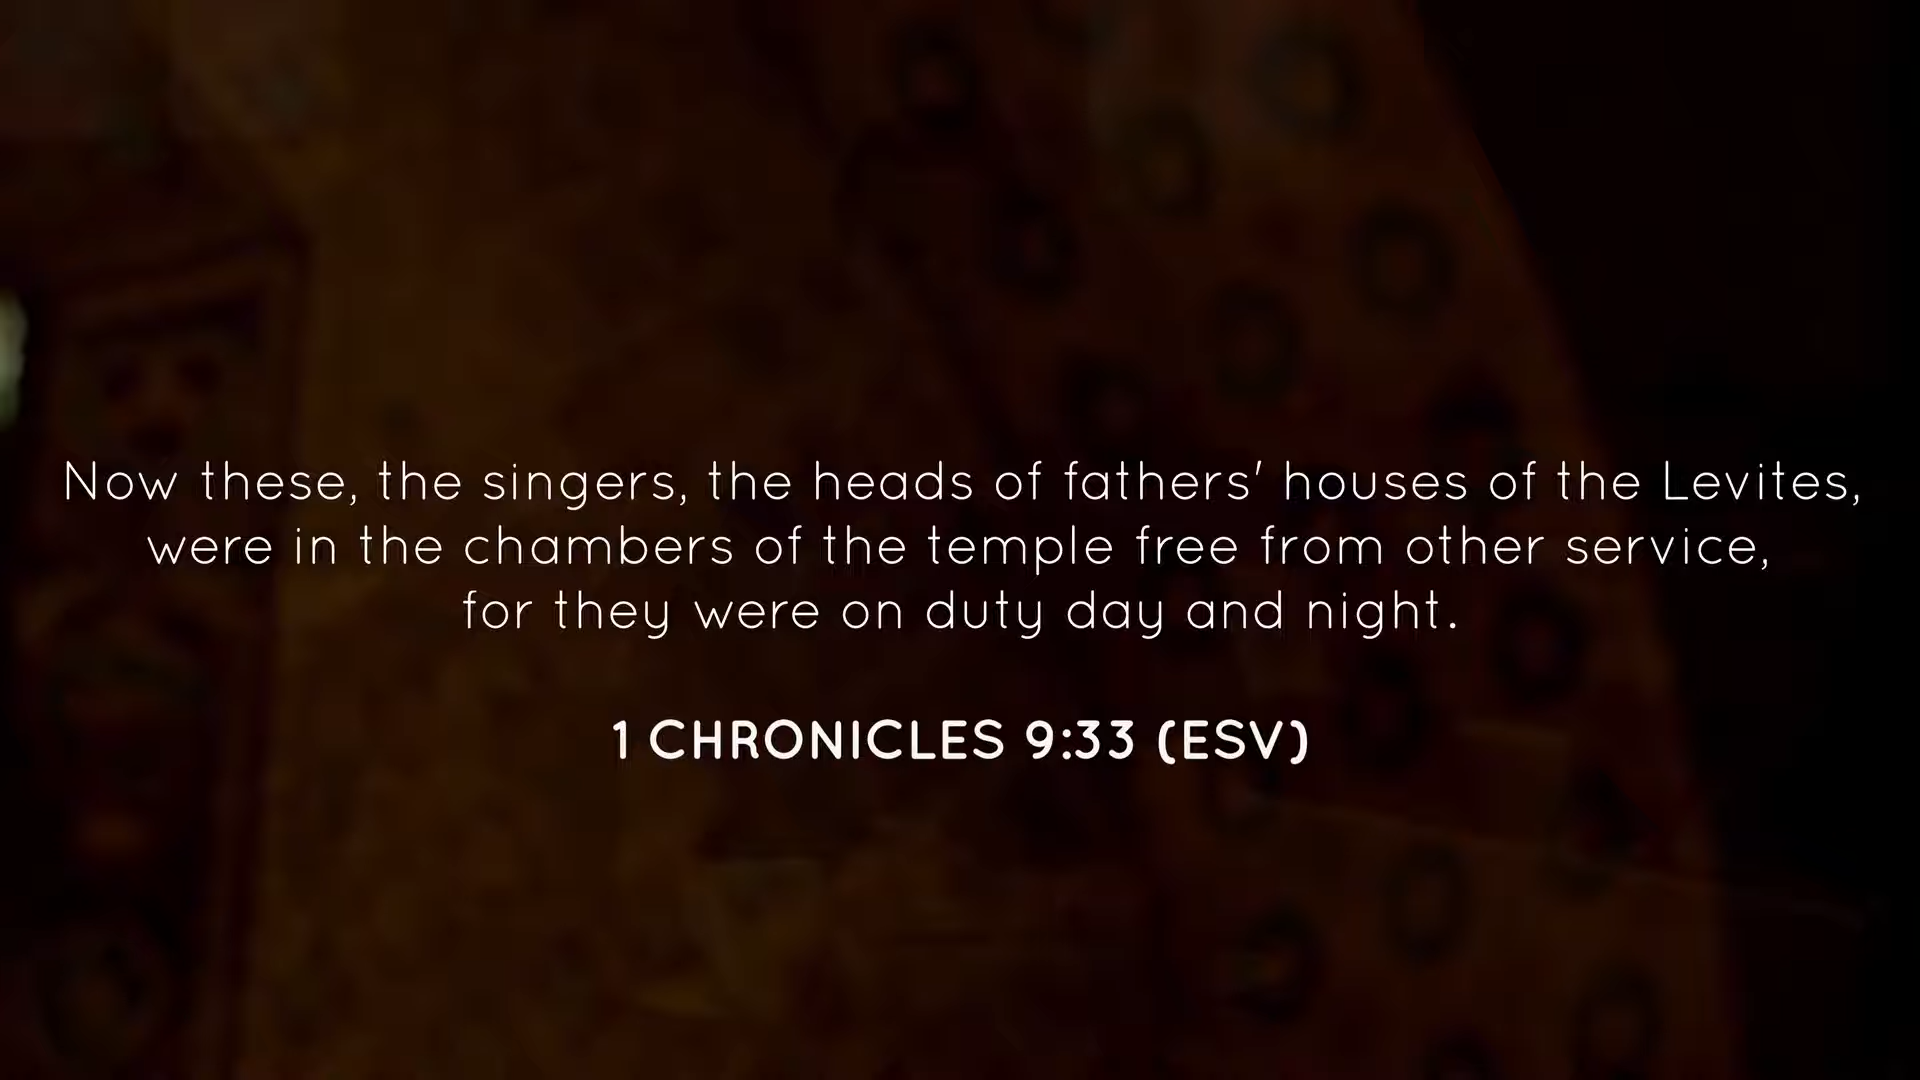 Now these, the singers, the heads of fathers' houses of the Levites,
were in the chambers of the temple free from other service,
for they were on duty day and night.
1 CHRONICLES 9:33 (ESV)